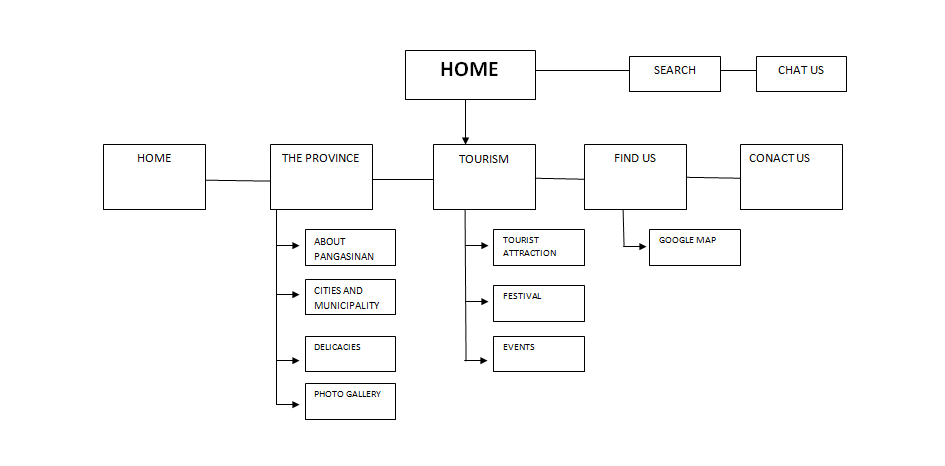 HOME
SEARCH
CHAT US
HOME
THE PROVINCE
TOURISM
FIND US
CONACT US
ABOUT
PANGASINAN
CITIES AND
MUNICIPALITY
DELICACIES
PHOTO GALLERY
TOURIST
ATTRACTION
FESTIVAL
EVENTS
GOOGLE MAP